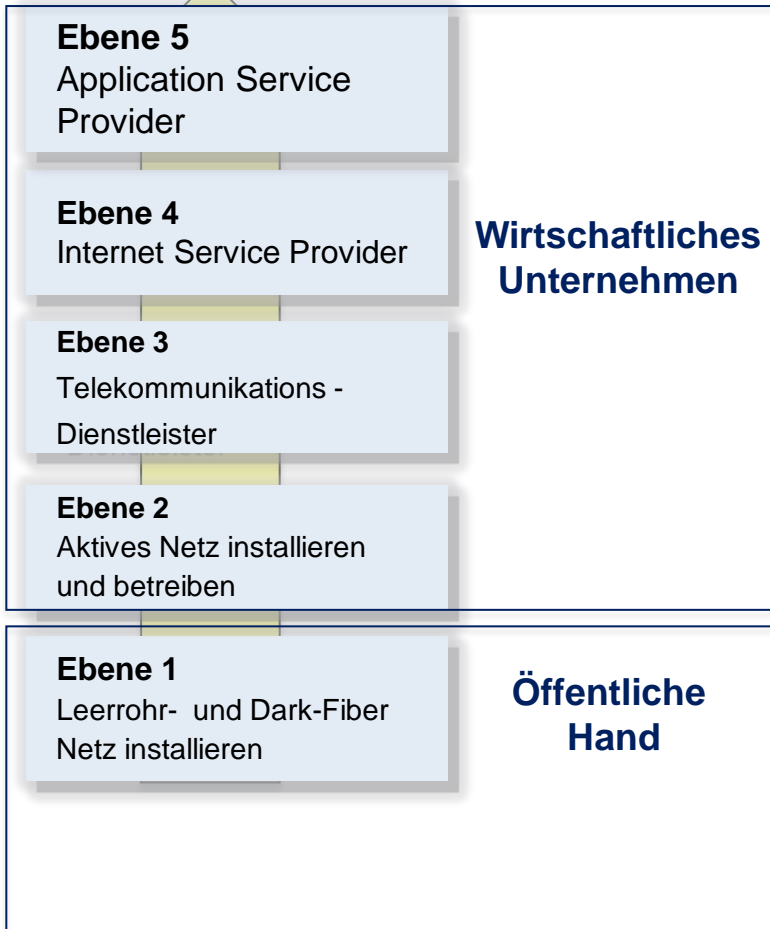 Ebene 5
Application Service
Provider
Ebene 4
Internet Service Provider
Wirtschaftliches
Unternehmen
Ebene 3
Telekommunikations -
Dienstleister
Ebene 2
Aktives Netz installieren
und betreiben
Ebene 1
Leerrohr- und Dark-Fiber
Netz installieren
Öffentliche
Hand